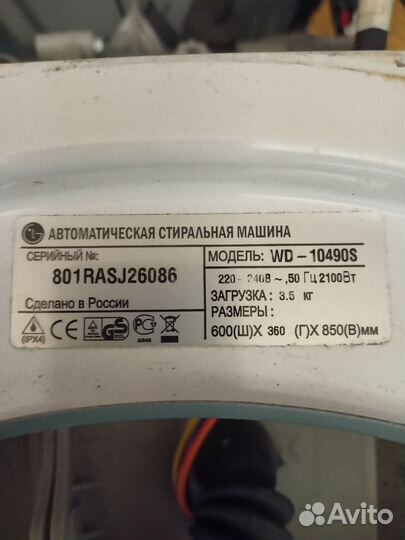 LG АВТОМАТИЧЕСКАЯ СТИРАЛЬНАЯ МАШИНА
СЕРИЙНЫЙ №:
801RASJ26086
Сделано в России
(IPX4)
АЯ46
МОДЕЛЬ: WD-10490S
220-240В ~,50 Гц 2100Вт
ЗАГРУЗКА: 3.5 кг
РАЗМЕРЫ:
600(Ш)X 360 (Г)X 850(В)мм
Avito